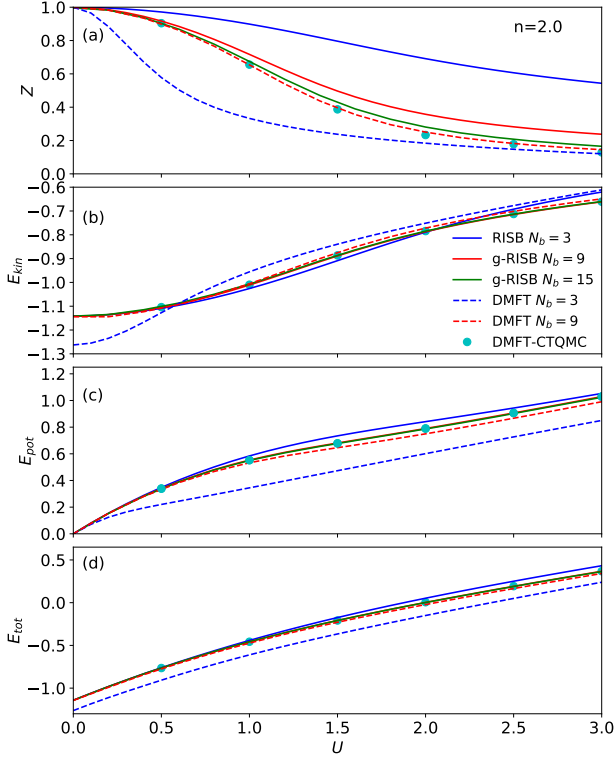 1.0
0.8
0.6
0.4
0.2
0.0
Z
(a)
n=2.0
−0.6
−0.7
−0.8
−0.9
−1.0
−1.1
−1.2
−1.3
E_kin
(b)
RISB N_b = 3
g-RISB N_b = 9
g-RISB N_b = 15
DMFT N_b = 3
DMFT N_b = 9
DMFT-CTQMC
1.2
1.0
0.8
0.6
0.4
0.2
0.0
E_pot
(c)
0.5
0.0
−0.5
−1.0
E_tot
(d)
0.0 0.5 1.0 1.5 2.0 2.5 3.0
U